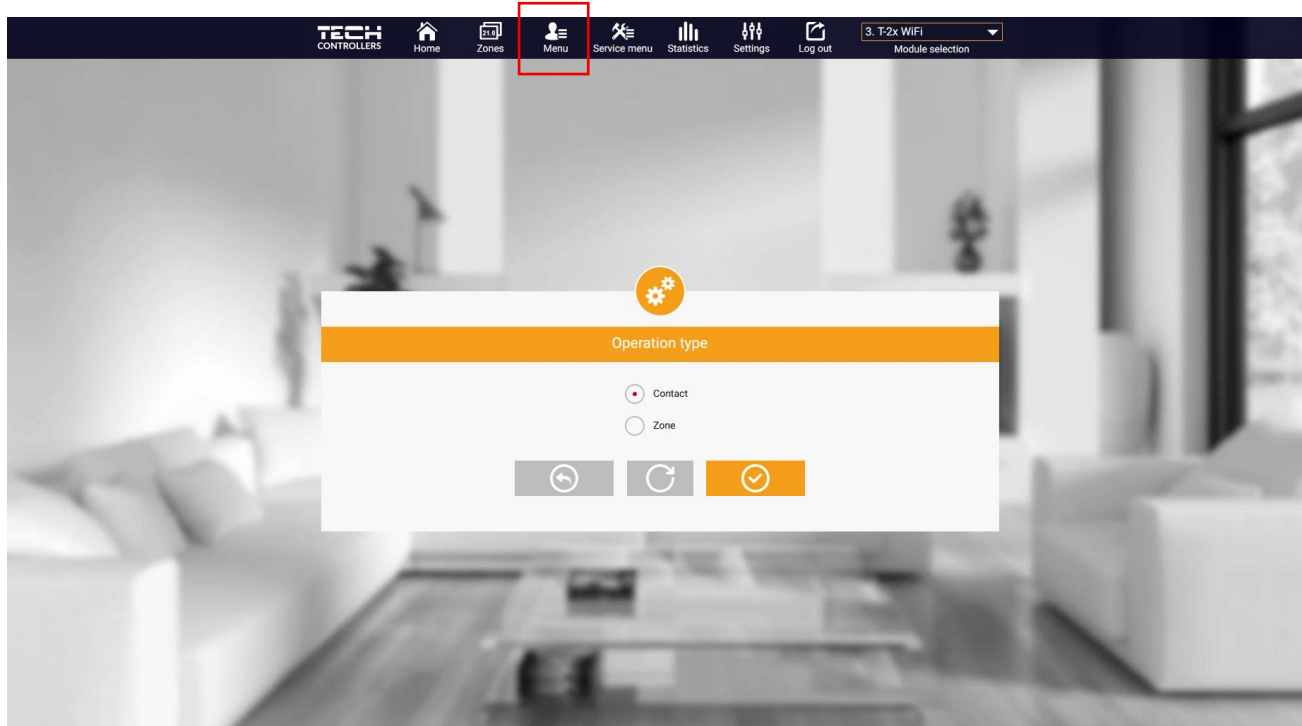 TECH
CONTROLLERS
Home
21.0
Zones
Menu
Service menu
Statistics
Settings
Log out
3. T-2x WiFi
Module selection
Operation type
Contact
Zone